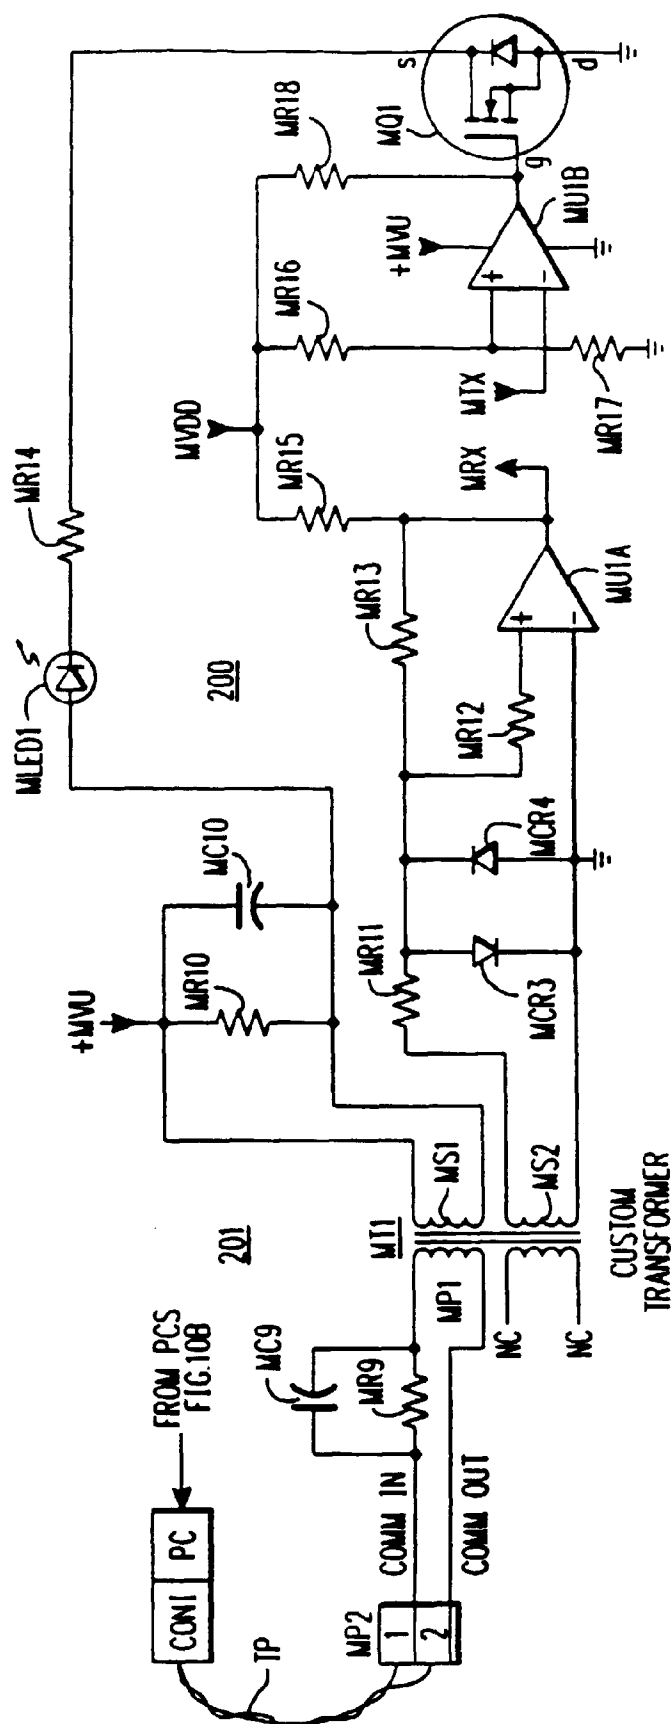 FROM PCS
FIG.10B
CON1
PC
TP
MP2
1
2
COMM IN
COMM OUT
MC9
MR9
201
MT1
MP1
MS1
MS2
NC
NC
CUSTOM
TRANSFORMER
+MVU
MR10
MC10
MLED1
S
MR14
200
MR11
MCR3
MCR4
MR12
MR13
MU1A
+
-
MRX
MR15
MVDD
MR16
MR18
MTX
MR17
+MVU
+
-
MU1B
MQ1
g
s
d